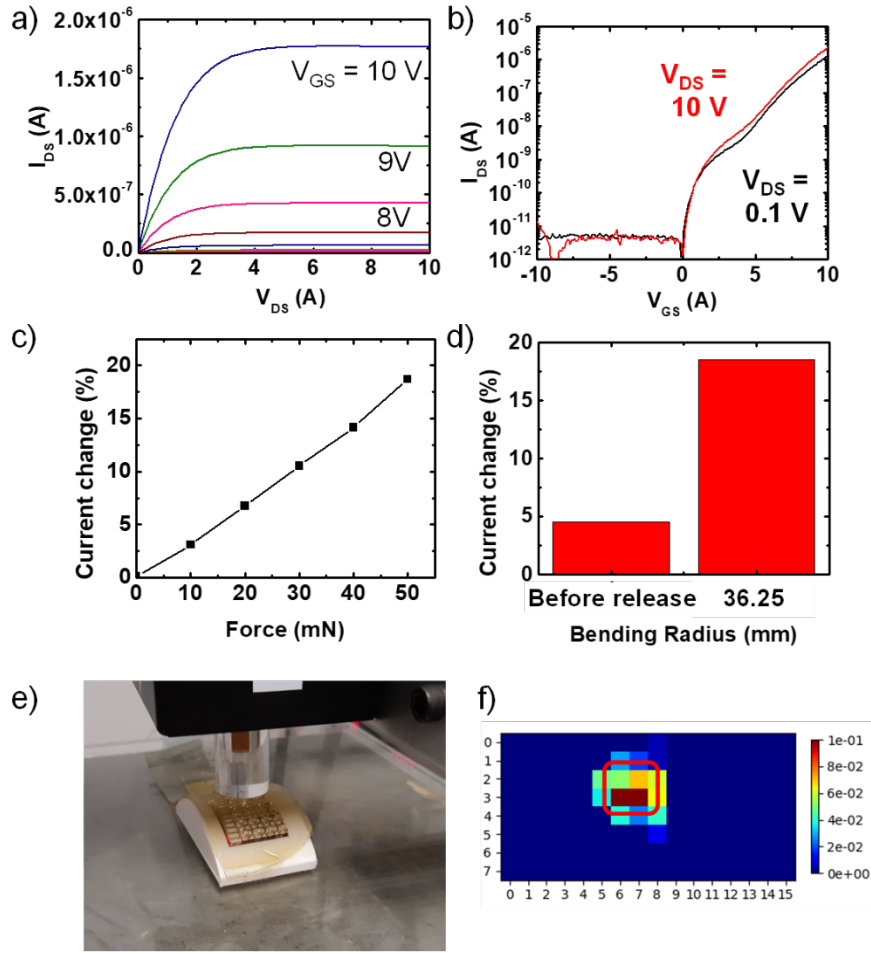 a)
2.0x10⁻⁶
1.5x10⁻⁶
1.0x10⁻⁶
5.0x10⁻⁷
0.0
I_DS (A)
V_GS = 10 V
9V
8V
0 2 4 6 8 10
V_DS (A)
b)
10⁻⁵
10⁻⁶
10⁻⁷
10⁻⁸
10⁻⁹
10⁻¹⁰
10⁻¹¹
10⁻¹²
I_DS (A)
V_DS =
10 V
V_DS =
0.1 V
-10 -5 0 5 10
V_GS (A)
c)
20
15
10
5
0
Current change (%)
0 10 20 30 40 50
Force (mN)
d)
20
15
10
5
0
Current change (%)
Before release 36.25
Bending Radius (mm)
e)
f)
0
1
2
3
4
5
6
7
0 1 2 3 4 5 6 7 8 9 10 11 12 13 14 15
1e-01
8e-02
6e-02
4e-02
2e-02
0e+00